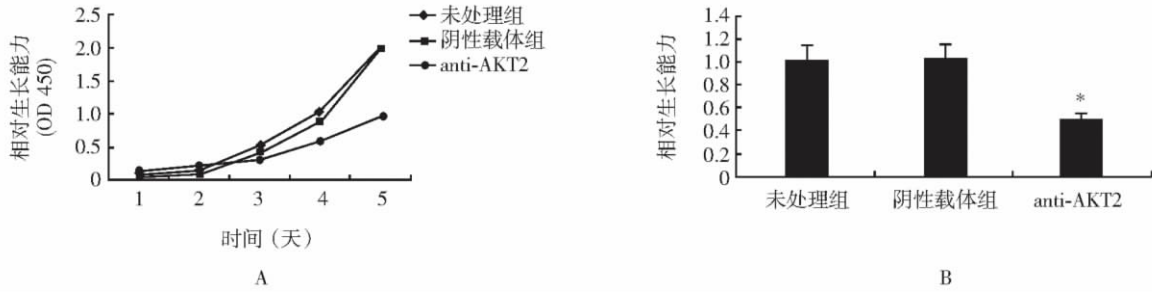 相对生长能力
(OD 450)
2.5
2.0
1.5
1.0
0.5
0
1 2 3 4 5
时间（天）
未处理组
阴性载体组
anti-AKT2
A
相对生长能力
1.4
1.2
1.0
0.8
0.6
0.4
0.2
0
*
未处理组 阴性载体组 anti-AKT2
B